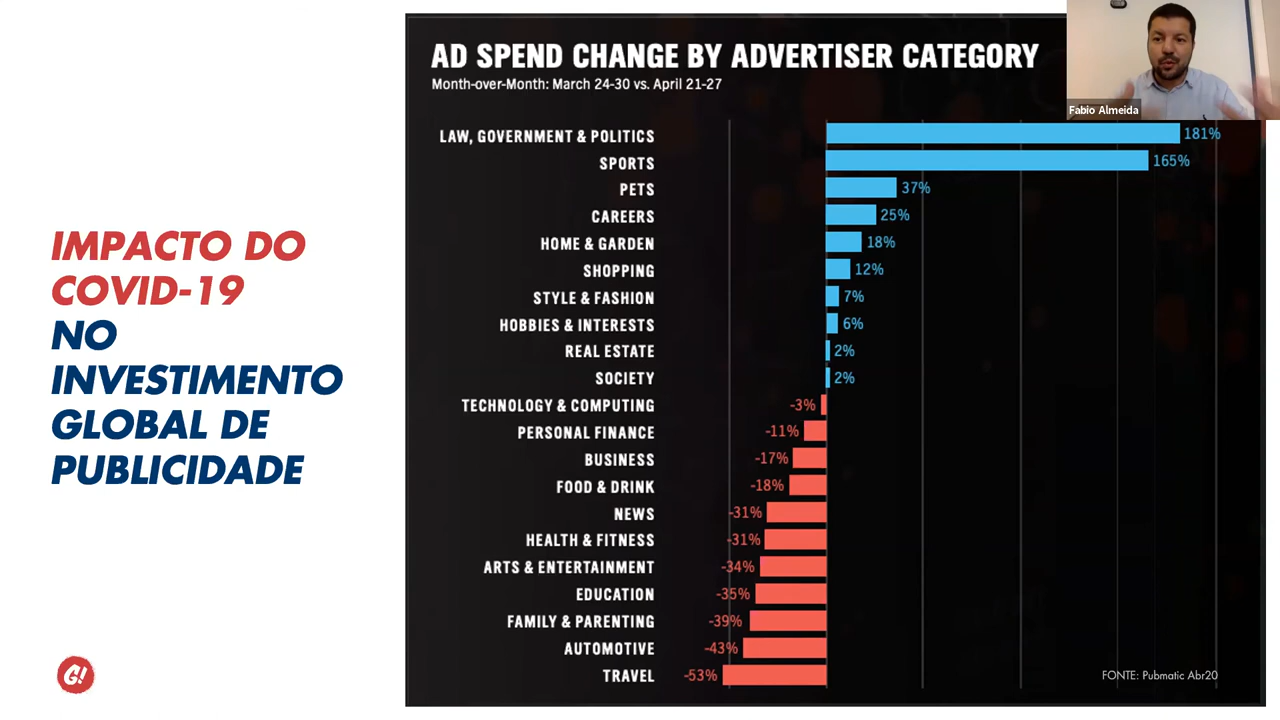 IMPACTO DO
COVID-19
NO
INVESTIMENTO
GLOBAL DE
PUBLICIDADE
G!
AD SPEND CHANGE BY ADVERTISER CATEGORY
Month-over-Month: March 24-30 vs. April 21-27
Fabio Almeida
LAW, GOVERNMENT & POLITICS 181%
SPORTS 165%
PETS 37%
CAREERS 25%
HOME & GARDEN 18%
SHOPPING 12%
STYLE & FASHION 7%
HOBBIES & INTERESTS 6%
REAL ESTATE 2%
SOCIETY 2%
TECHNOLOGY & COMPUTING -3%
PERSONAL FINANCE -11%
BUSINESS -17%
FOOD & DRINK -18%
NEWS -31%
HEALTH & FITNESS -31%
ARTS & ENTERTAINMENT -34%
EDUCATION -35%
FAMILY & PARENTING -39%
AUTOMOTIVE -43%
TRAVEL -53%
FONTE: Pubmatic Abr20